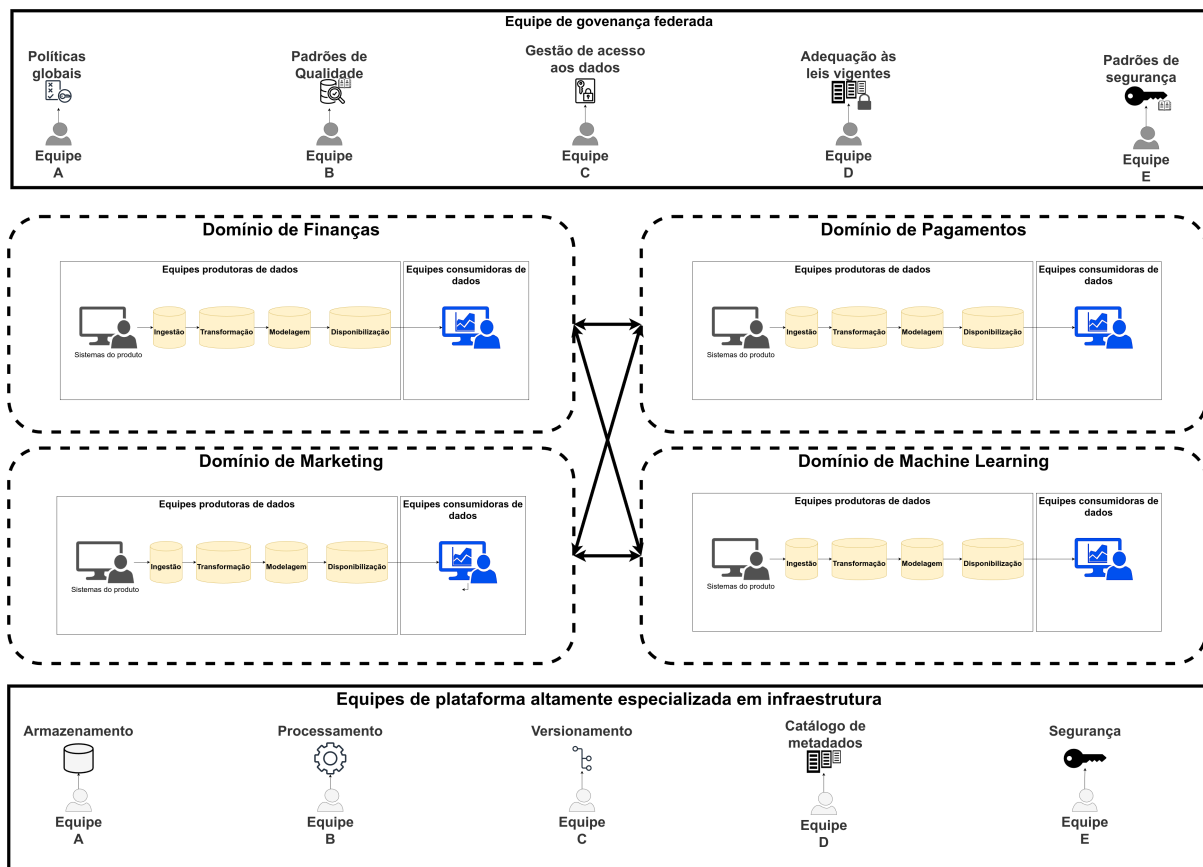 Equipe de govenança federada
Políticas
globais
Padrões de
Qualidade
Gestão de acesso
aos dados
Adequação às
leis vigentes
Padrões de
segurança
Equipe
A
Equipe
B
Equipe
C
Equipe
D
Equipe
E
Domínio de Finanças
Equipes produtoras de dados
Equipes consumidoras de
dados
Sistemas do produto
Ingestão
Transformação
Modelagem
Disponibilização
Domínio de Pagamentos
Equipes produtoras de dados
Equipes consumidoras de
dados
Sistemas do produto
Ingestão
Transformação
Modelagem
Disponibilização
Domínio de Marketing
Equipes produtoras de dados
Equipes consumidoras de
dados
Sistemas do produto
Ingestão
Transformação
Modelagem
Disponibilização
Domínio de Machine Learning
Equipes produtoras de dados
Equipes consumidoras de
dados
Sistemas do produto
Ingestão
Transformação
Modelagem
Disponibilização
Equipes de plataforma altamente especializada em infraestrutura
Armazenamento
Processamento
Versionamento
Catálogo de
metadados
Segurança
Equipe
A
Equipe
B
Equipe
C
Equipe
D
Equipe
E